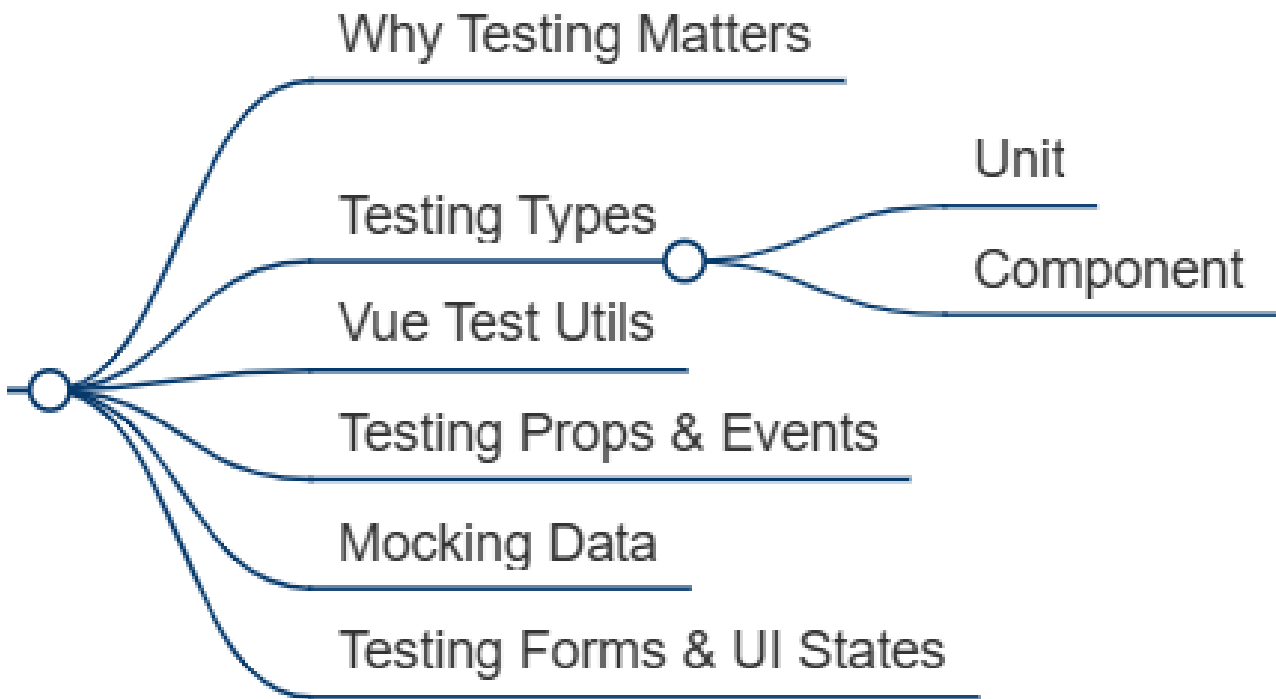 Why Testing Matters
Testing Types
Unit
Component
Vue Test Utils
Testing Props & Events
Mocking Data
Testing Forms & UI States